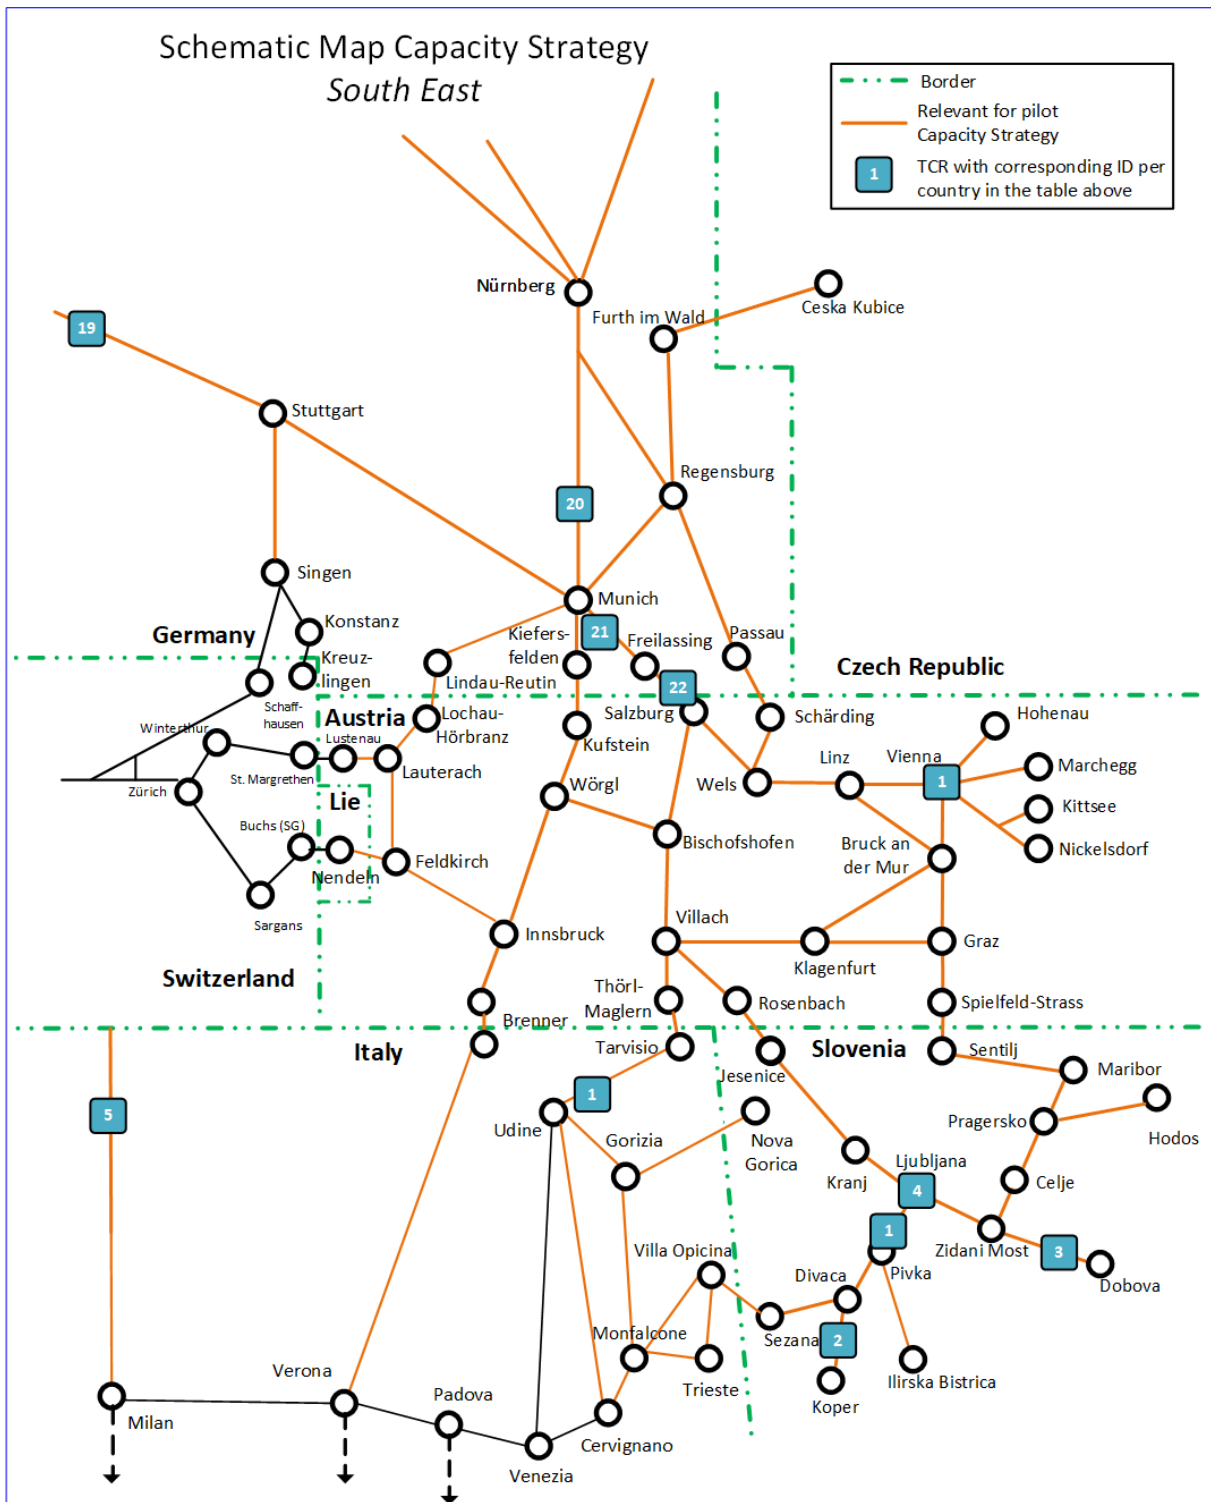 Schematic Map Capacity Strategy
South East
Border
Relevant for pilot
Capacity Strategy
1
TCR with corresponding ID per
country in the table above
Nürnberg
Furth im Wald
Ceska Kubice
19
Stuttgart
Regensburg
20
Singen
Munich
Konstanz
Germany
Kiefers-
felden
21
Freilassing
Passau
Kreuz-
lingen
Lindau-Reutin
22
Czech Republic
Schaff-
hausen
Austria
Lochau-
Hörbranz
Salzburg
Schärding
Hohenau
Winterthur
Lustenau
Kufstein
Linz
Vienna
St. Margrethen
Lauterach
Marchegg
Zürich
Lie
Wörgl
Wels
1
Kittsee
Buchs (SG)
Bischofshofen
Bruck an
der Mur
Nickelsdorf
Nendeln
Feldkirch
Sargans
Villach
Innsbruck
Klagenfurt
Graz
Switzerland
Thörl-
Maglern
Rosenbach
Spielfeld-Strass
Brenner
Italy
Tarvisio
Slovenia
Sentilj
Jesenice
Maribor
5
1
Udine
Gorizia
Nova
Gorica
Pragersko
Hodos
Kranj
Ljubljana
4
Celje
1
Zidani Most
3
Villa Opicina
Pivka
Divaca
Dobova
Monfalcone
Sezana
2
Trieste
Ilirska Bistrica
Koper
Verona
Padova
Milan
Cervignano
Venezia